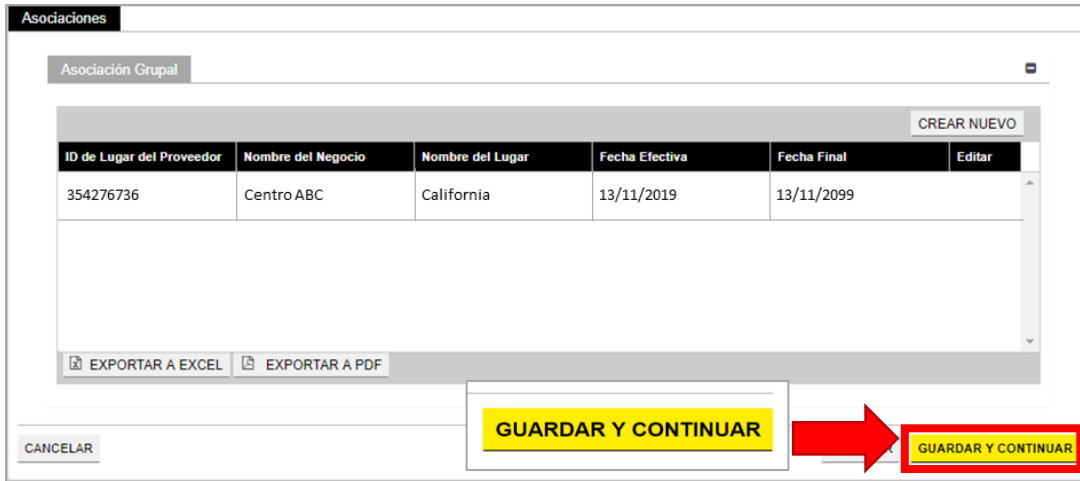 Asociaciones
Asociación Grupal
CREAR NUEVO
ID de Lugar del Proveedor Nombre del Negocio Nombre del Lugar Fecha Efectiva Fecha Final Editar
354276736 Centro ABC California 13/11/2019 13/11/2099
EXPORTAR A EXCEL EXPORTAR A PDF
GUARDAR Y CONTINUAR
CANCELAR GUARDAR Y CONTINUAR